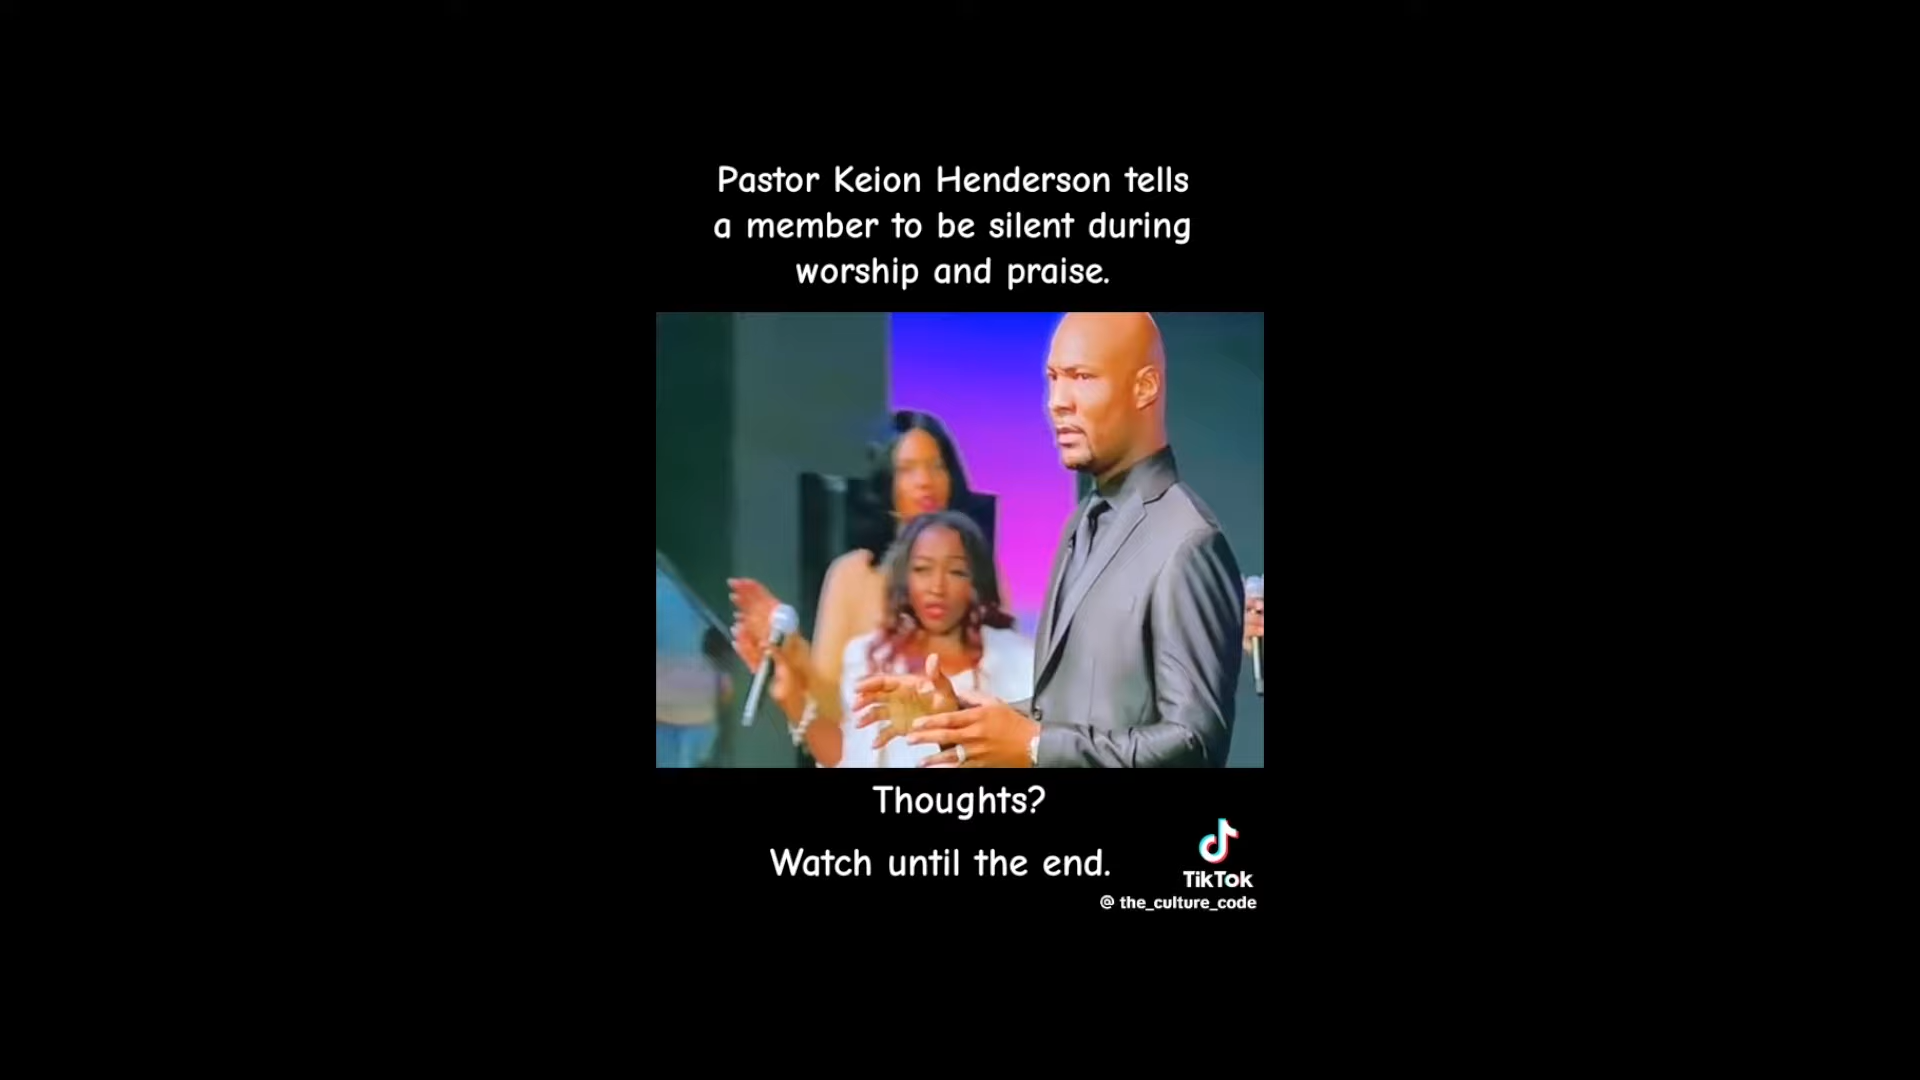 Pastor Keion Henderson tells
a member to be silent during
worship and praise.
Thoughts?
Watch until the end.
TikTok
@ the_culture_code